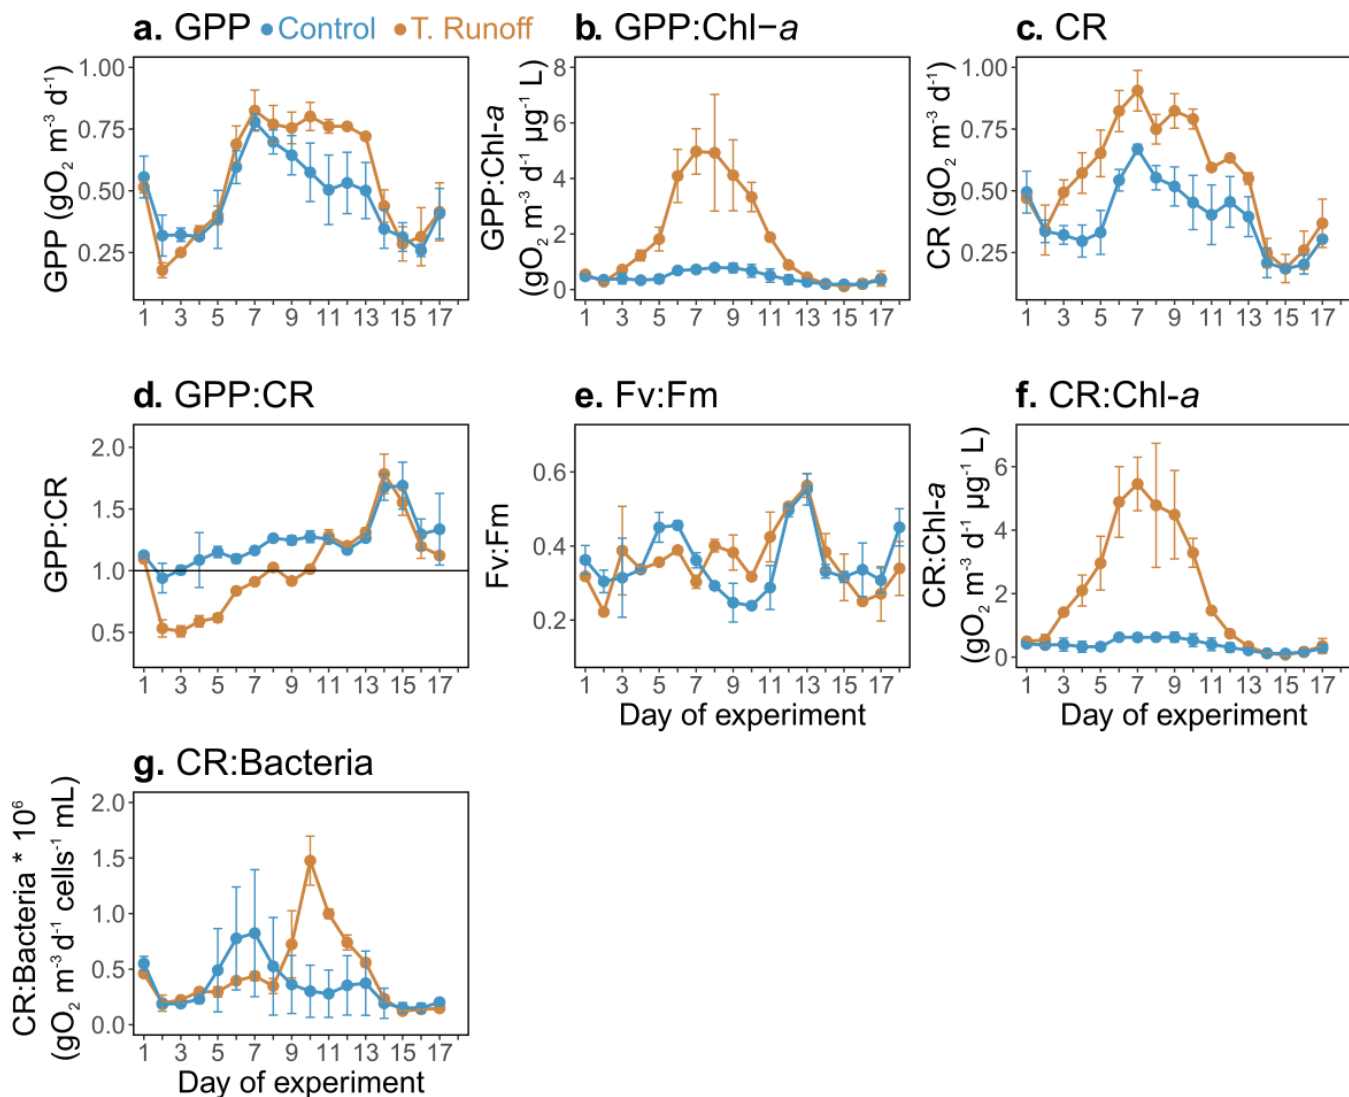 a. GPP
Control
T. Runoff
GPP (gO₂ m⁻³ d⁻¹)
1.00
0.75
0.50
0.25
1 3 5 7 9 11 13 15 17
b. GPP:Chl−a
GPP:Chl-a
(gO₂ m⁻³ d⁻¹ µg⁻¹ L)
8
6
4
2
0
1 3 5 7 9 11 13 15 17
c. CR
CR (gO₂ m⁻³ d⁻¹)
1.00
0.75
0.50
0.25
1 3 5 7 9 11 13 15 17
d. GPP:CR
GPP:CR
2.0
1.5
1.0
0.5
1 3 5 7 9 11 13 15 17
e. Fv:Fm
Fv:Fm
0.6
0.4
0.2
1 3 5 7 9 11 13 15 17
Day of experiment
f. CR:Chl-a
CR:Chl-a
(gO₂ m⁻³ d⁻¹ µg⁻¹ L)
6
4
2
0
1 3 5 7 9 11 13 15 17
Day of experiment
g. CR:Bacteria
CR:Bacteria * 10⁶
(gO₂ m⁻³ d⁻¹ cells⁻¹ mL)
2.0
1.5
1.0
0.5
0.0
1 3 5 7 9 11 13 15 17
Day of experiment